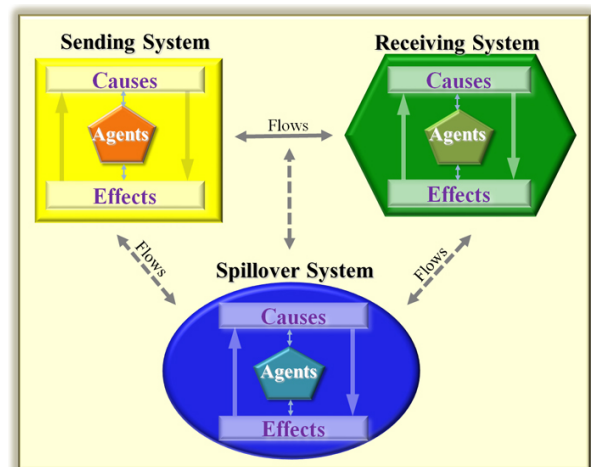 Sending System
Receiving System
Causes
Causes
Agents
Flows
Agents
Effects
Effects
Flows
Flows
Spillover System
Causes
Agents
Effects